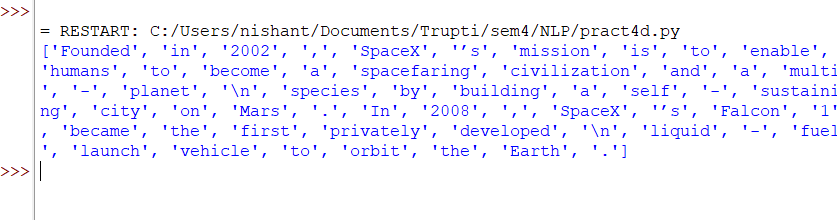 >>>
= RESTART: C:/Users/nishant/Documents/Trupti/sem4/NLP/pract4d.py
['Founded', 'in', '2002', ',', 'SpaceX', '’s', 'mission', 'is', 'to', 'enable',
'humans', 'to', 'become', 'a', 'spacefaring', 'civilization', 'and', 'a', 'multi
', '-', 'planet', '\n', 'species', 'by', 'building', 'a', 'self', '-', 'sustaini
ng', 'city', 'on', 'Mars', '.', 'In', '2008', ',', 'SpaceX', '’s', 'Falcon', '1'
, 'became', 'the', 'first', 'privately', 'developed', '\n', 'liquid', '-', 'fuel
', 'launch', 'vehicle', 'to', 'orbit', 'the', 'Earth', '.']
>>>